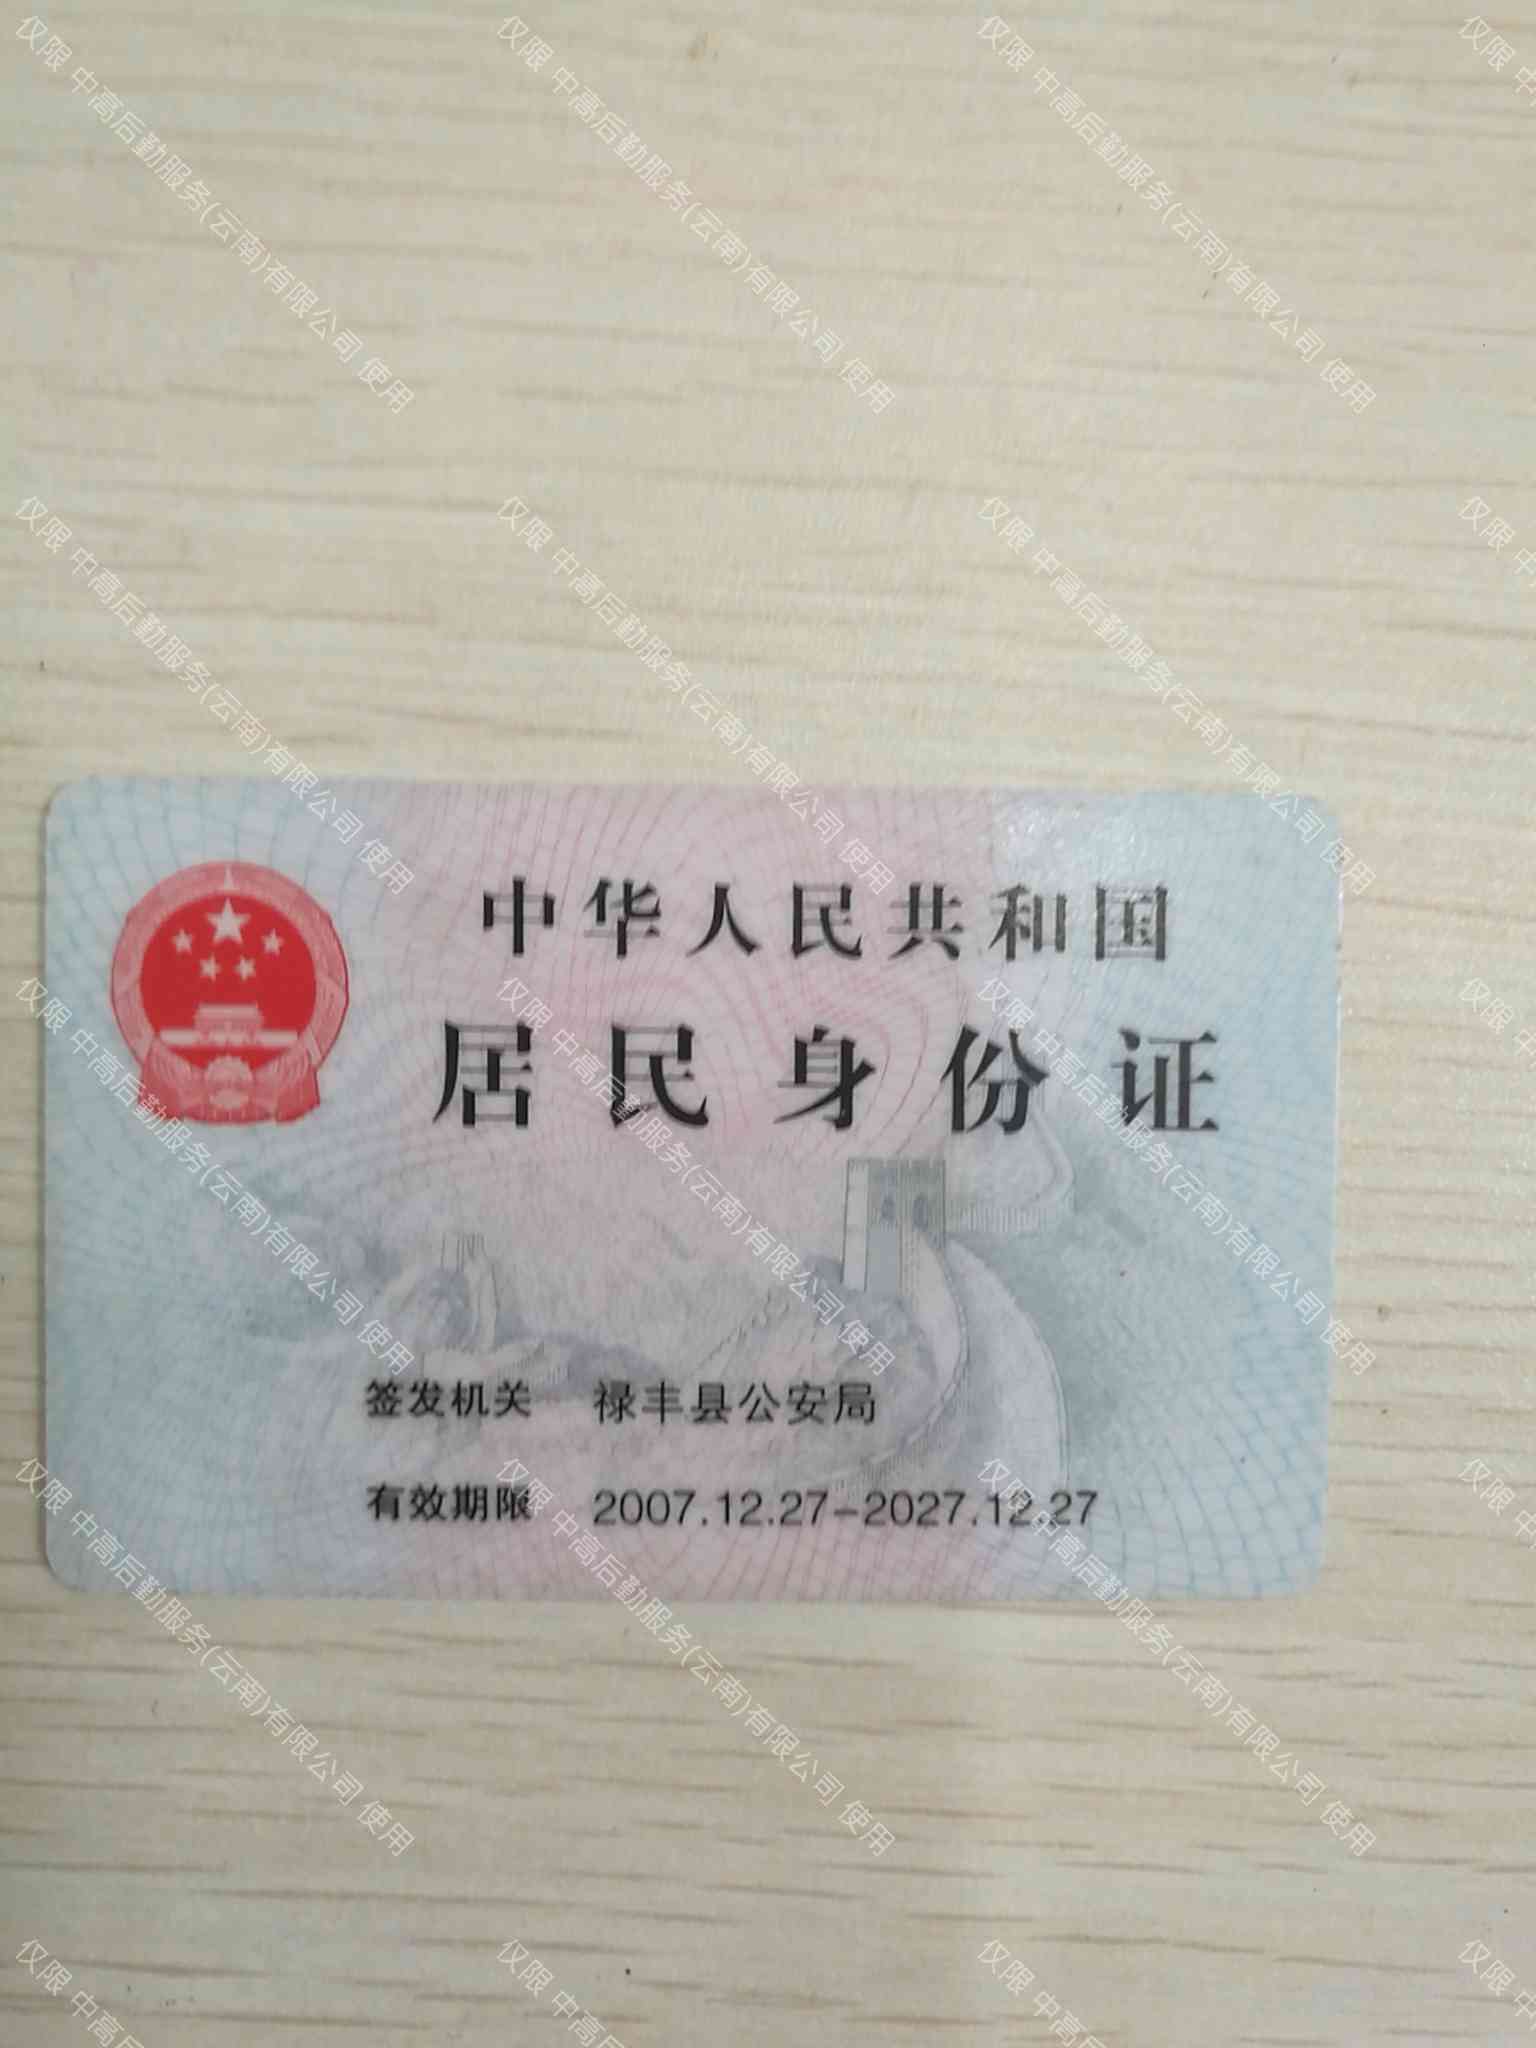 中华人民共和国
居民身份证
签发机关 禄丰县公安局
有效期限 2007.12.27-2027.12.27
仅限 中高后勤服务(云南)有限公司 使用